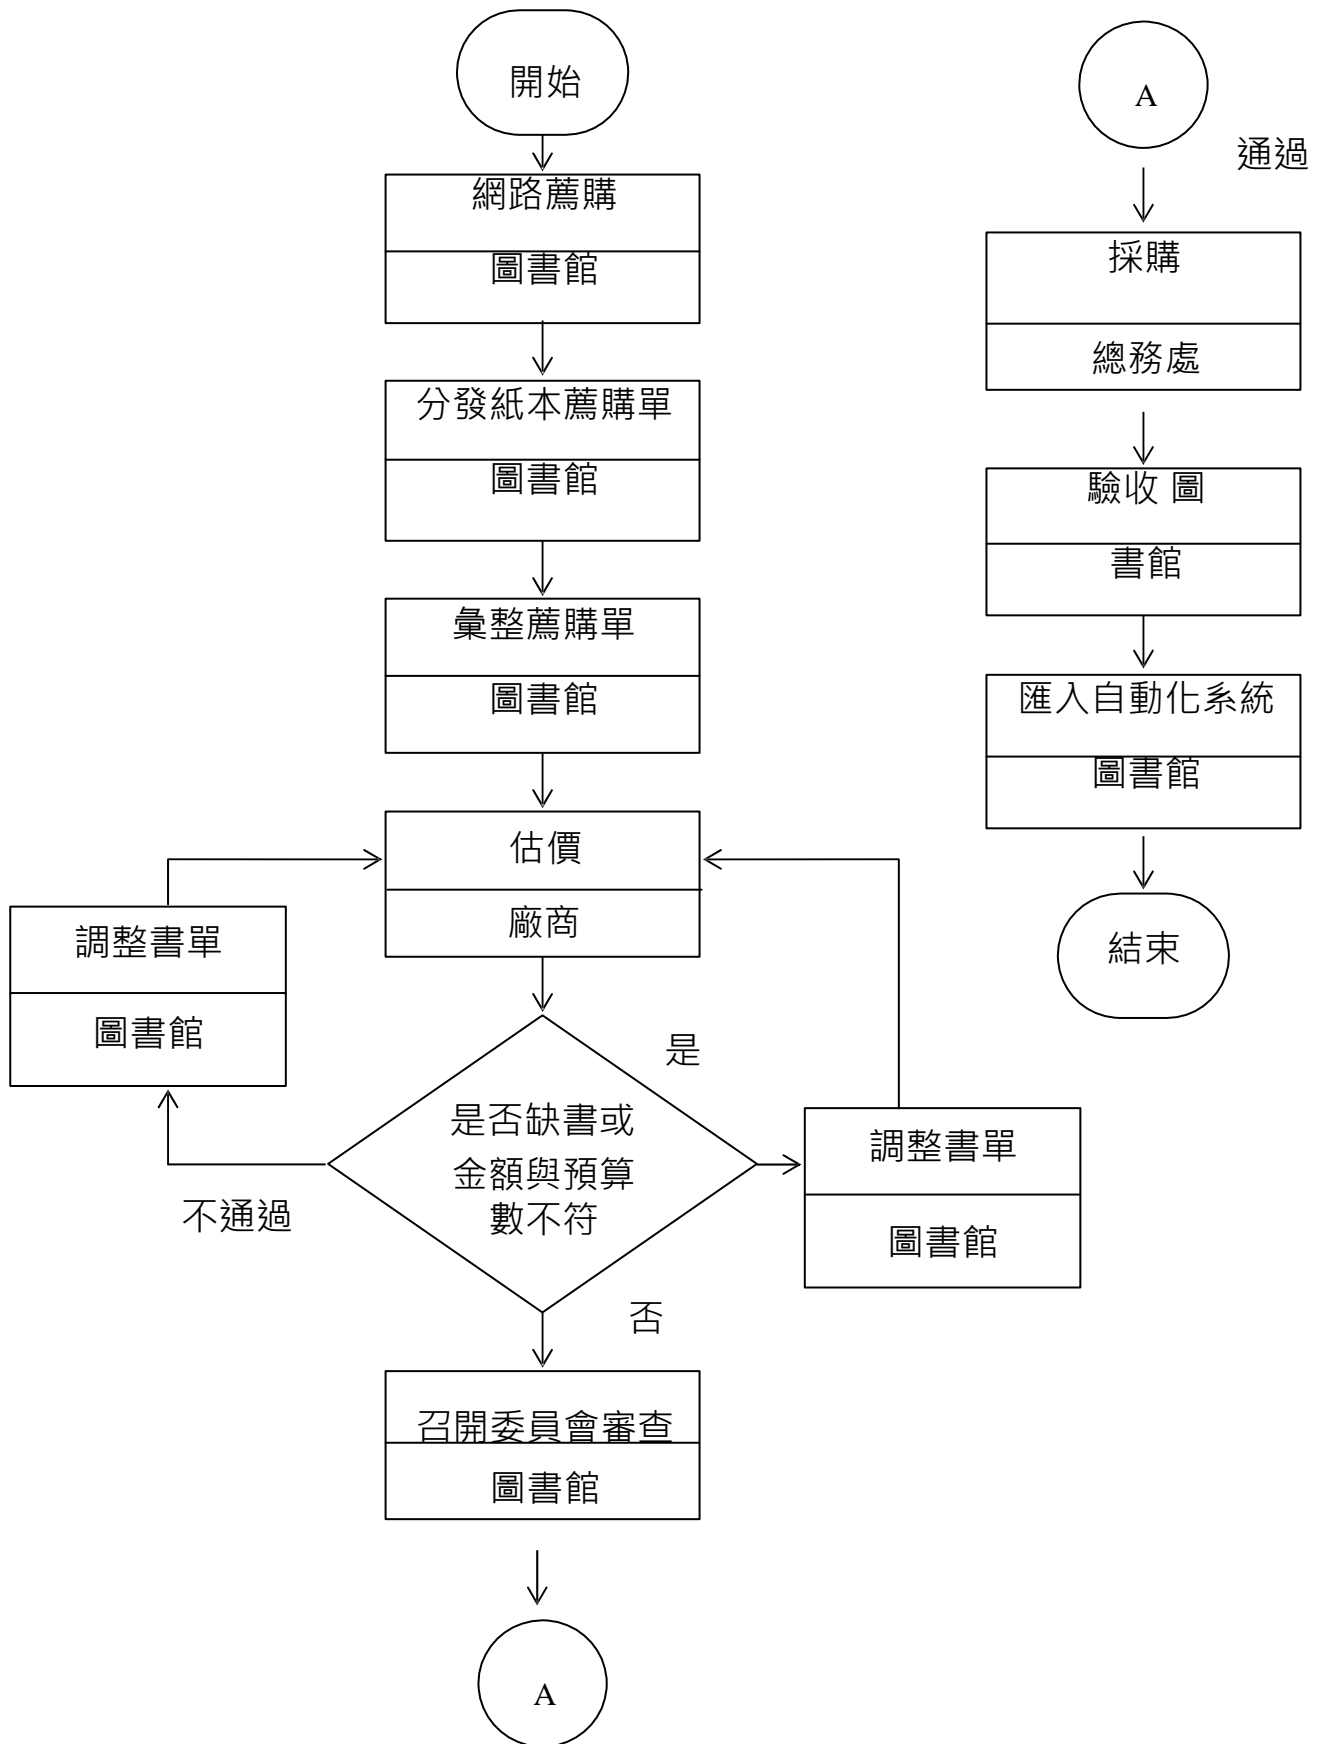 開始
網路薦購
圖書館
分發紙本薦購單
圖書館
彙整薦購單
圖書館
估價
廠商
調整書單
圖書館
是
是否缺書或
金額與預算
數不符
不通過
調整書單
圖書館
否
召開委員會審查
圖書館
A
A
通過
採購
總務處
驗收 圖
書館
匯入自動化系統
圖書館
結束